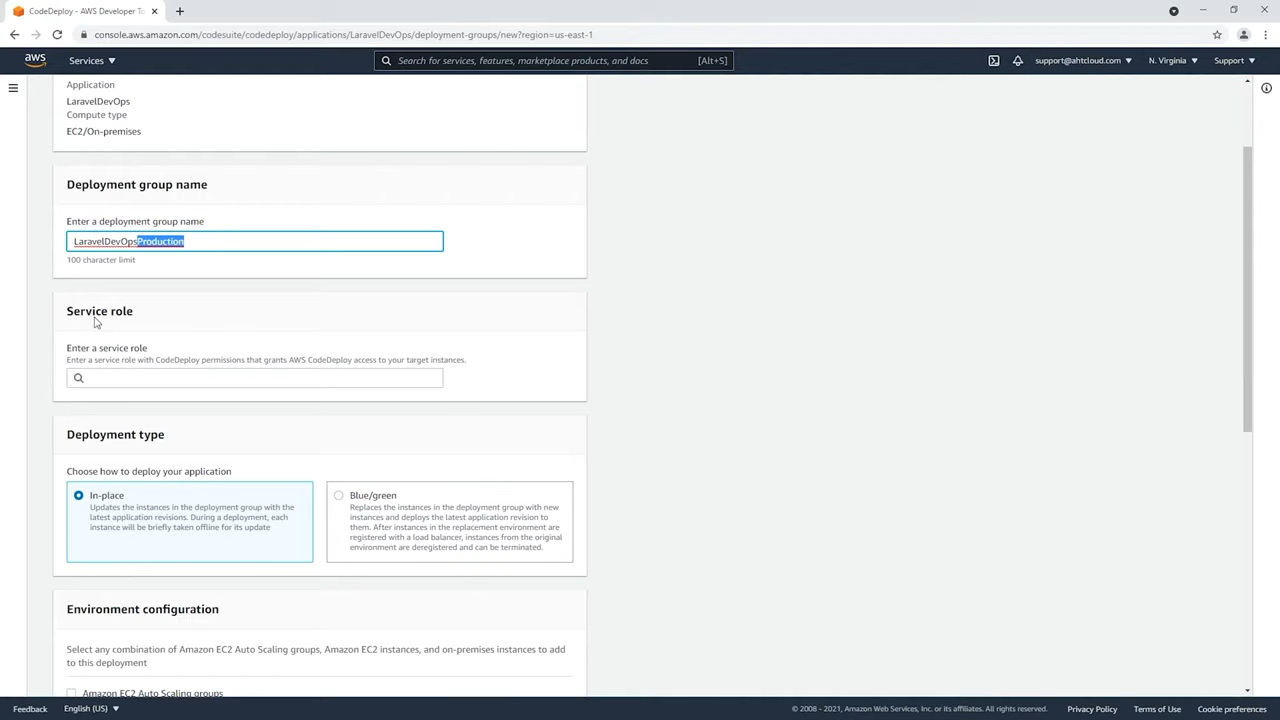 CodeDeploy - AWS Developer To
console.aws.amazon.com/codesuite/codedeploy/applications/LaravelDevOps/deployment-groups/new?region=us-east-1
aws
Services
Search for services, features, marketplace products, and docs
[Alt+S]
support@ahtcloud.com
N. Virginia
Support
Application
LaravelDevOps
Compute type
EC2/On-premises
Deployment group name
Enter a deployment group name
LaravelDevOpsProduction
100 character limit
Service role
Enter a service role
Enter a service role with CodeDeploy permissions that grants AWS CodeDeploy access to your target instances.
Deployment type
Choose how to deploy your application
In-place
Updates the instances in the deployment group with the
latest application revisions. During a deployment, each
instance will be briefly taken offline for its update
Blue/green
Replaces the instances in the deployment group with new
instances and deploys the latest application revision to
them. After instances in the replacement environment are
registered with a load balancer, instances from the original
environment are deregistered and can be terminated.
Environment configuration
Select any combination of Amazon EC2 Auto Scaling groups, Amazon EC2 instances, and on-premises instances to add
to this deployment
Amazon EC2 Auto Scaling groups
Feedback
English (US)
© 2008 - 2021, Amazon Web Services, Inc. or its affiliates. All rights reserved.
Privacy Policy
Terms of Use
Cookie preferences